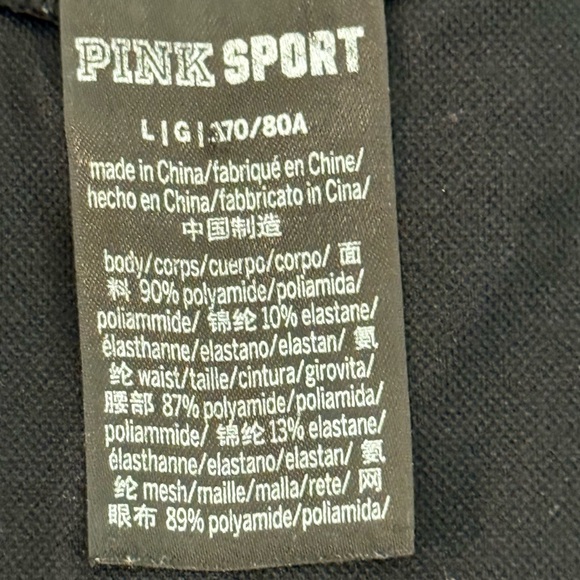 PINK SPORT
L | G | 170/80A
made in China/fabriqué en Chine/
hecho en China/fabbricato in Cina/
中国制造
body/corps/cuerpo/corpo/ 面
料 90% polyamide/poliamida/
poliammide/ 锦纶 10% elastane/
élasthanne/elastano/elastan/ 氨
纶 waist/taille/cintura/girovita/
腰部 87% polyamide/poliamida/
poliammide/ 锦纶 13% elastane/
élasthanne/elastano/elastan/ 氨
纶 mesh/maille/malla/rete/ 网
眼布 89% polyamide/poliamida/